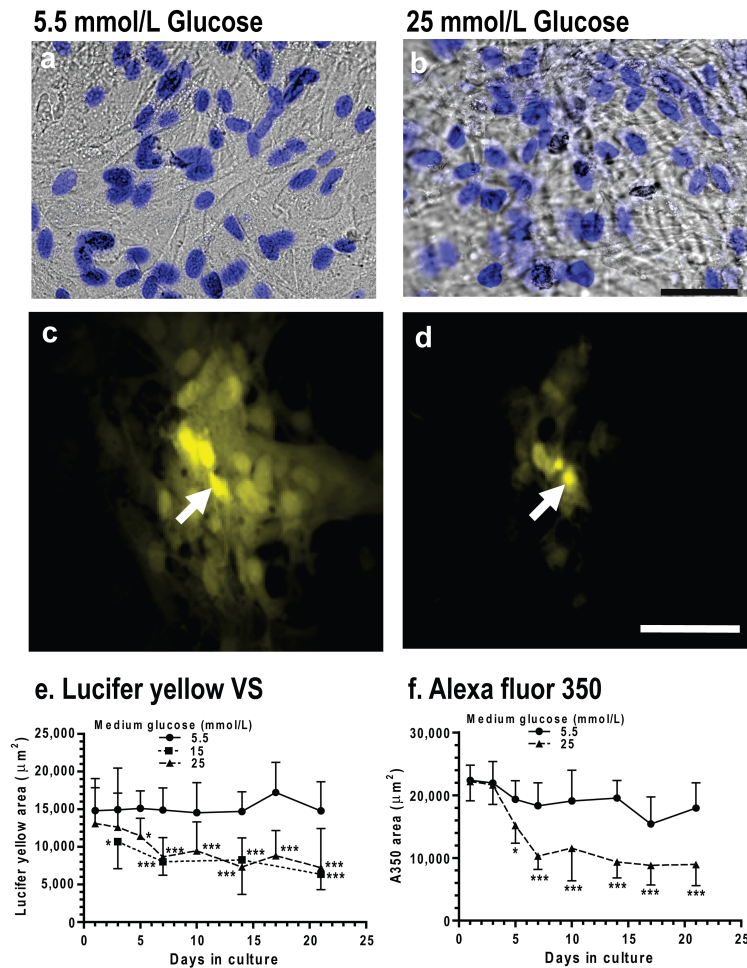 5.5 mmol/L Glucose
25 mmol/L Glucose
a
b
c
d
e. Lucifer yellow VS
f. Alexa fluor 350
Medium glucose (mmol/L)
5.5
15
25
25,000
20,000
15,000
10,000
5,000
0
Lucifer yellow area (μm²)
* *** * *** *** *** *** *** *** ***
0 5 10 15 20 25
Days in culture
Medium glucose (mmol/L)
5.5
25
30,000
20,000
10,000
0
A350 area (μm²)
* *** *** *** *** ***
0 5 10 15 20 25
Days in culture